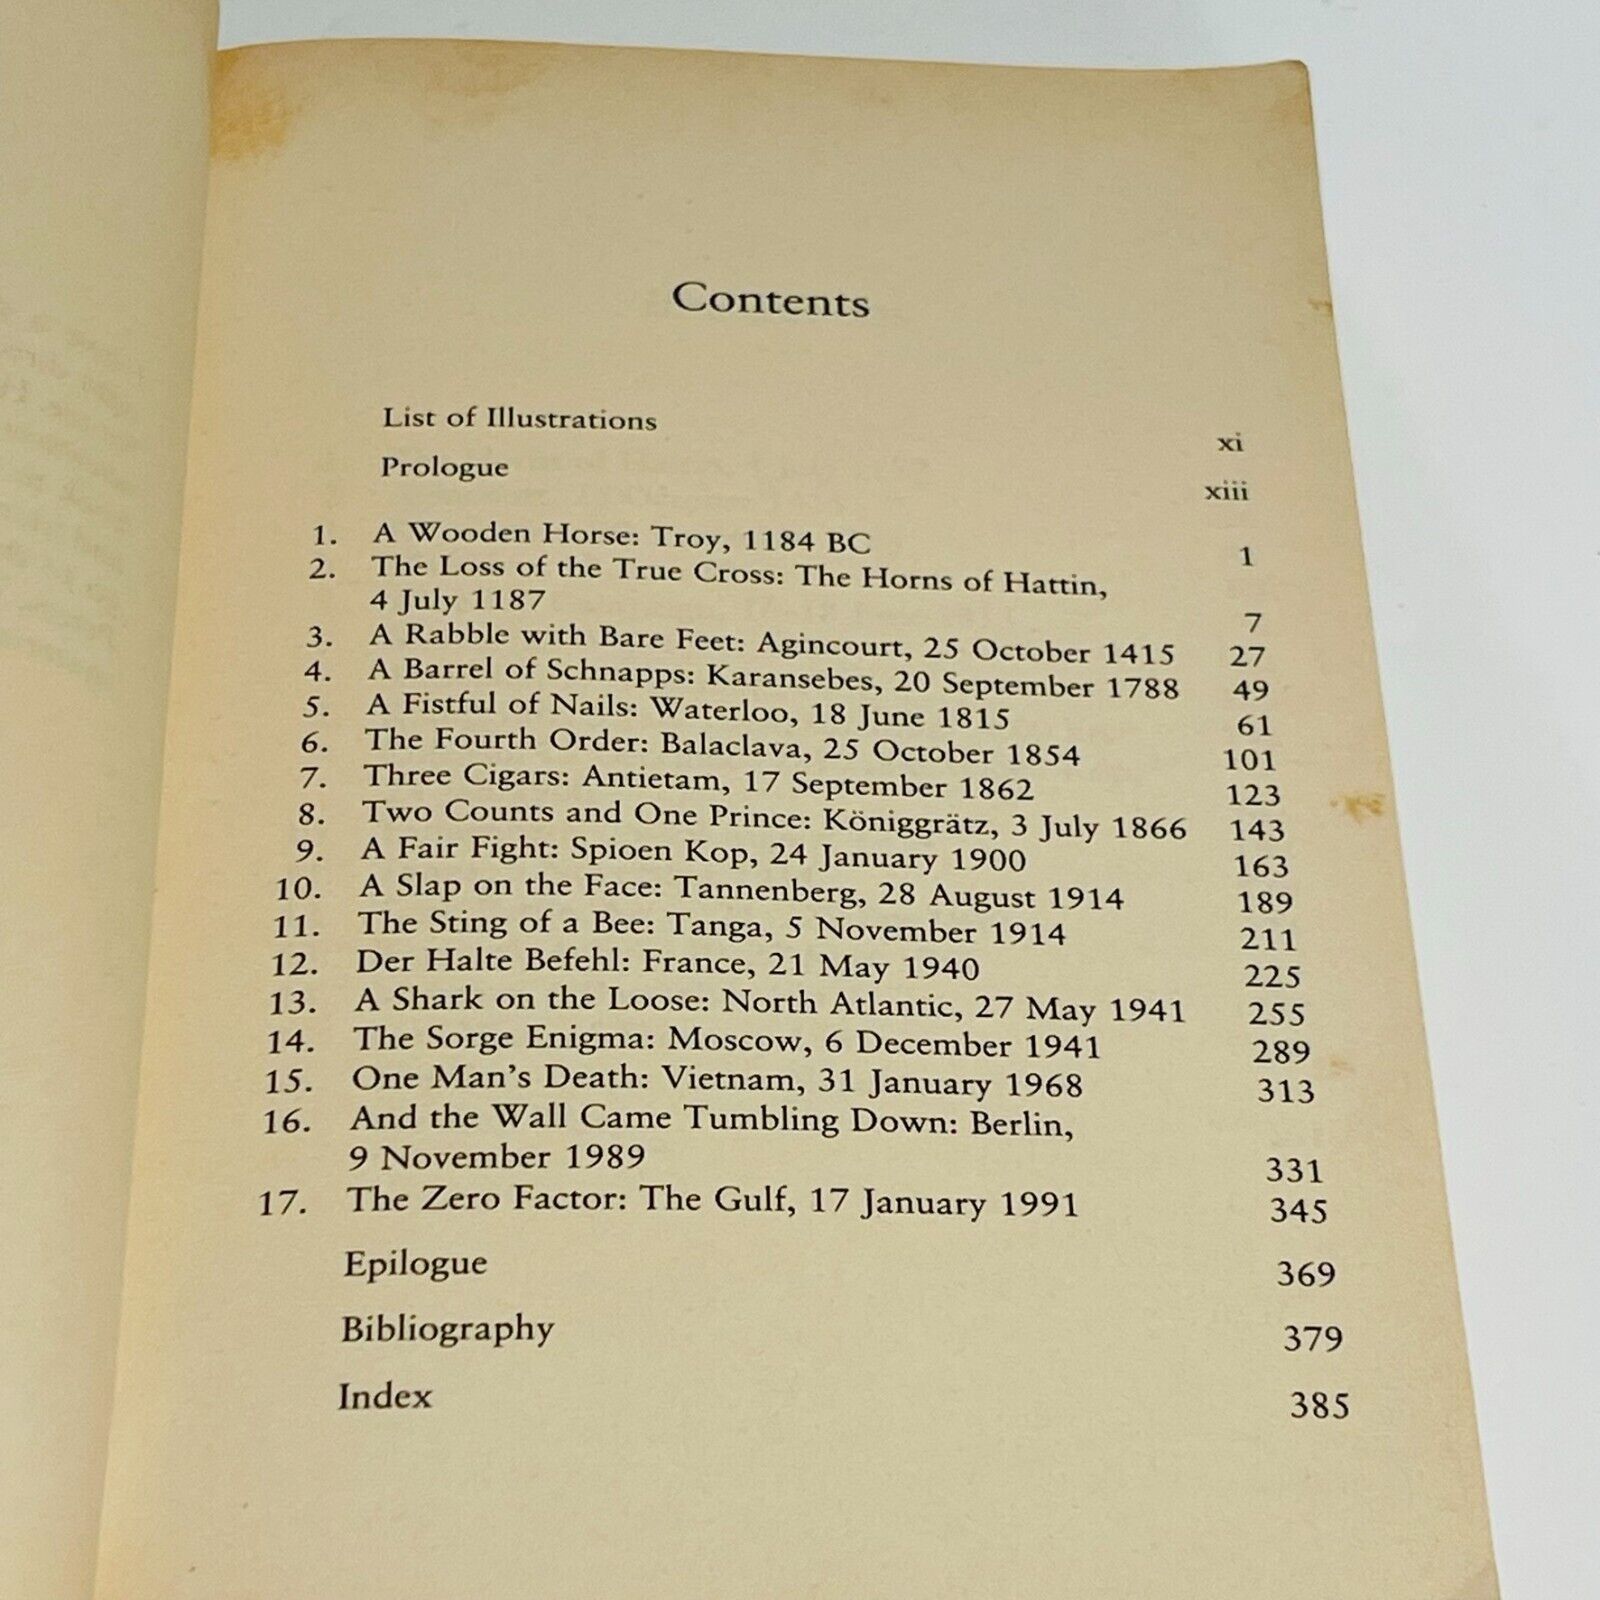 Contents
List of Illustrations xi
Prologue xiii
1. A Wooden Horse: Troy, 1184 BC 1
2. The Loss of the True Cross: The Horns of Hattin,
4 July 1187 7
3. A Rabble with Bare Feet: Agincourt, 25 October 1415 27
4. A Barrel of Schnapps: Karansebes, 20 September 1788 49
5. A Fistful of Nails: Waterloo, 18 June 1815 61
6. The Fourth Order: Balaclava, 25 October 1854 101
7. Three Cigars: Antietam, 17 September 1862 123
8. Two Counts and One Prince: Königgrätz, 3 July 1866 143
9. A Fair Fight: Spioen Kop, 24 January 1900 163
10. A Slap on the Face: Tannenberg, 28 August 1914 189
11. The Sting of a Bee: Tanga, 5 November 1914 211
12. Der Halte Befehl: France, 21 May 1940 225
13. A Shark on the Loose: North Atlantic, 27 May 1941 255
14. The Sorge Enigma: Moscow, 6 December 1941 289
15. One Man's Death: Vietnam, 31 January 1968 313
16. And the Wall Came Tumbling Down: Berlin,
9 November 1989 331
17. The Zero Factor: The Gulf, 17 January 1991 345
Epilogue 369
Bibliography 379
Index 385